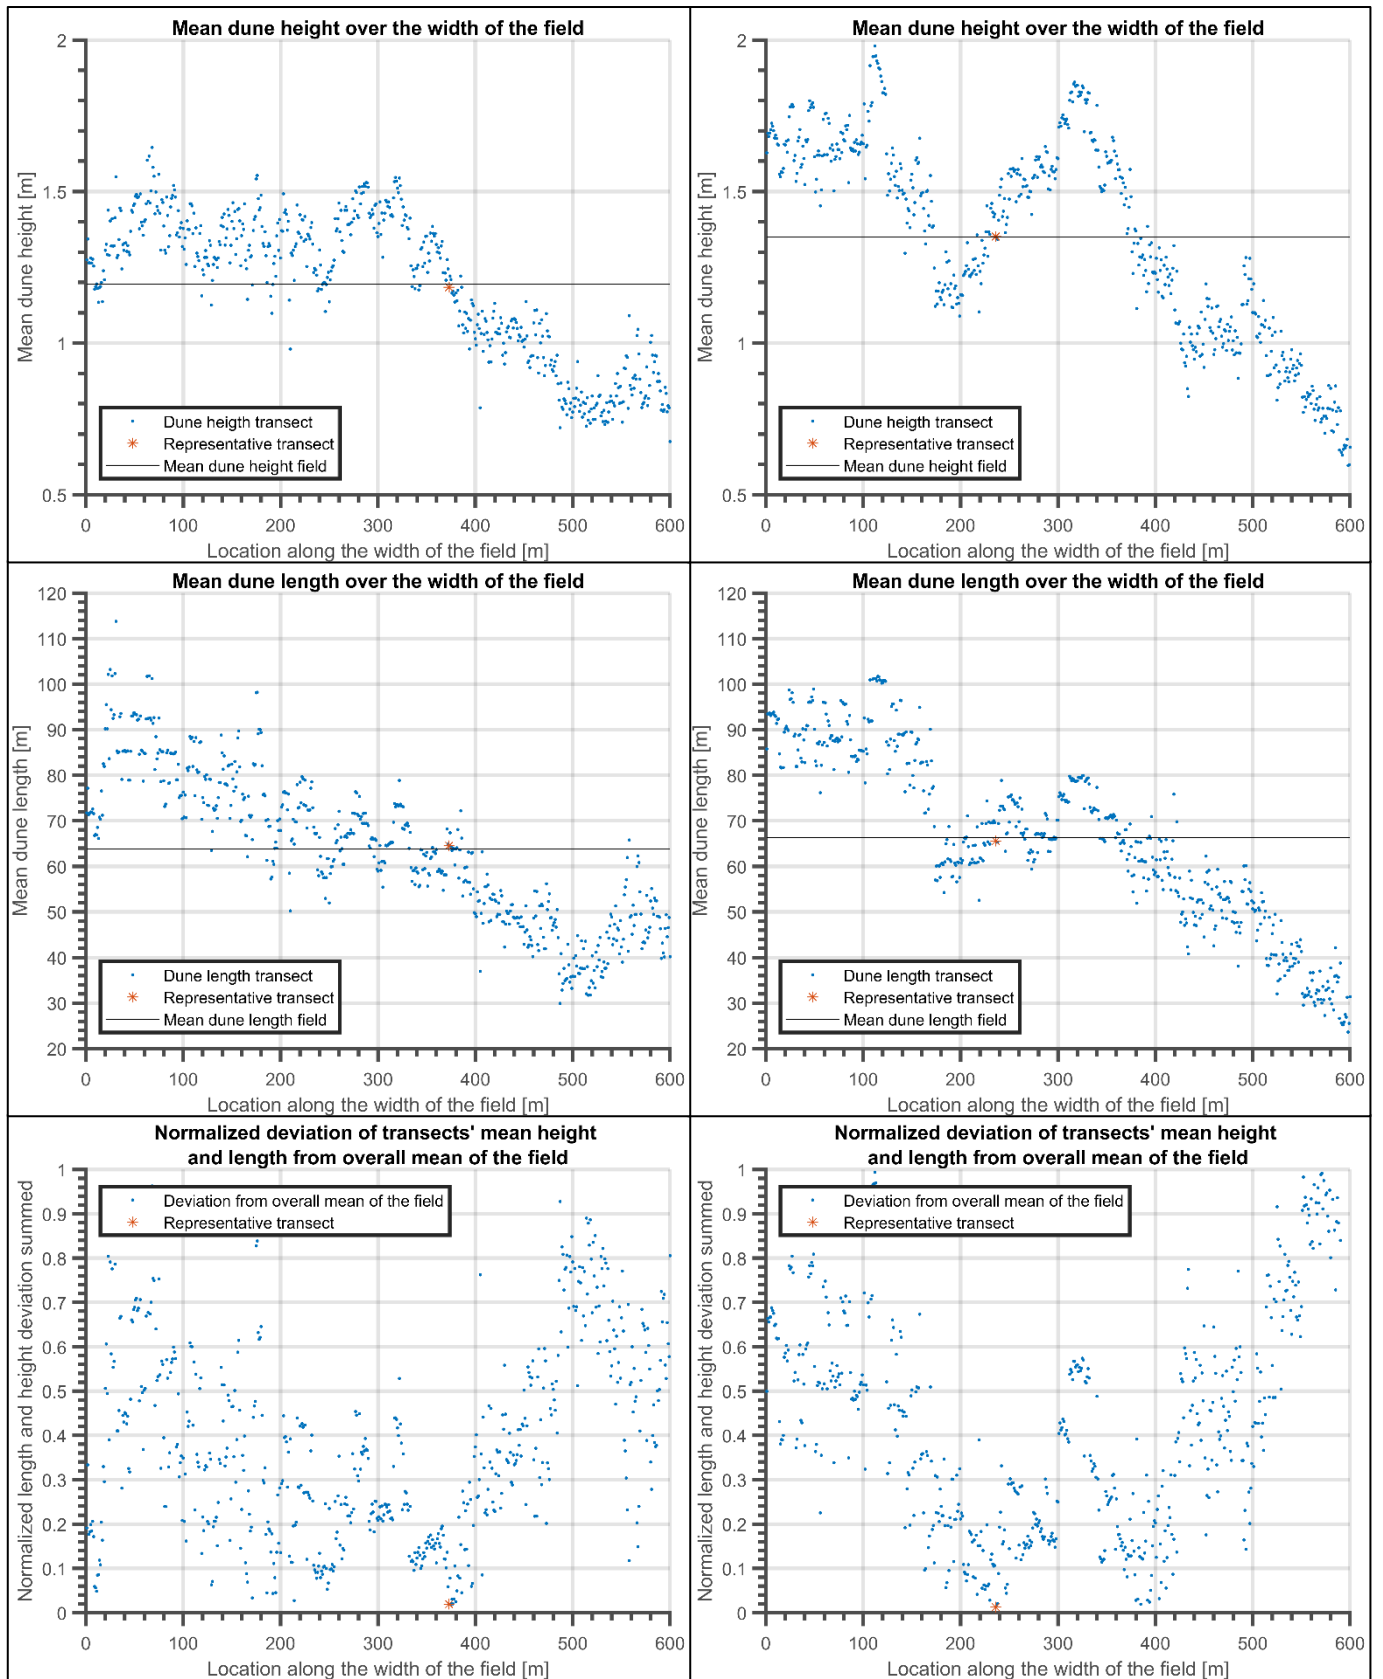 Mean dune height over the width of the field
2
1.5
1
0.5
Mean dune height [m]
Dune heigth transect
Representative transect
Mean dune height field
0 100 200 300 400 500 600
Location along the width of the field [m]
Mean dune height over the width of the field
2
1.5
1
0.5
Mean dune height [m]
Dune heigth transect
Representative transect
Mean dune height field
0 100 200 300 400 500 600
Location along the width of the field [m]
Mean dune length over the width of the field
120
110
100
90
80
70
60
50
40
30
20
Mean dune length [m]
Dune length transect
Representative transect
Mean dune length field
0 100 200 300 400 500 600
Location along the width of the field [m]
Mean dune length over the width of the field
120
110
100
90
80
70
60
50
40
30
20
Mean dune length [m]
Dune length transect
Representative transect
Mean dune length field
0 100 200 300 400 500 600
Location along the width of the field [m]
Normalized deviation of transects' mean height
and length from overall mean of the field
1
0.9
0.8
0.7
0.6
0.5
0.4
0.3
0.2
0.1
0
Normalized length and height deviation summed
Deviation from overall mean of the field
Representative transect
0 100 200 300 400 500 600
Location along the width of the field [m]
Normalized deviation of transects' mean height
and length from overall mean of the field
1
0.9
0.8
0.7
0.6
0.5
0.4
0.3
0.2
0.1
0
Normalized length and height deviation summed
Deviation from overall mean of the field
Representative transect
0 100 200 300 400 500 600
Location along the width of the field [m]